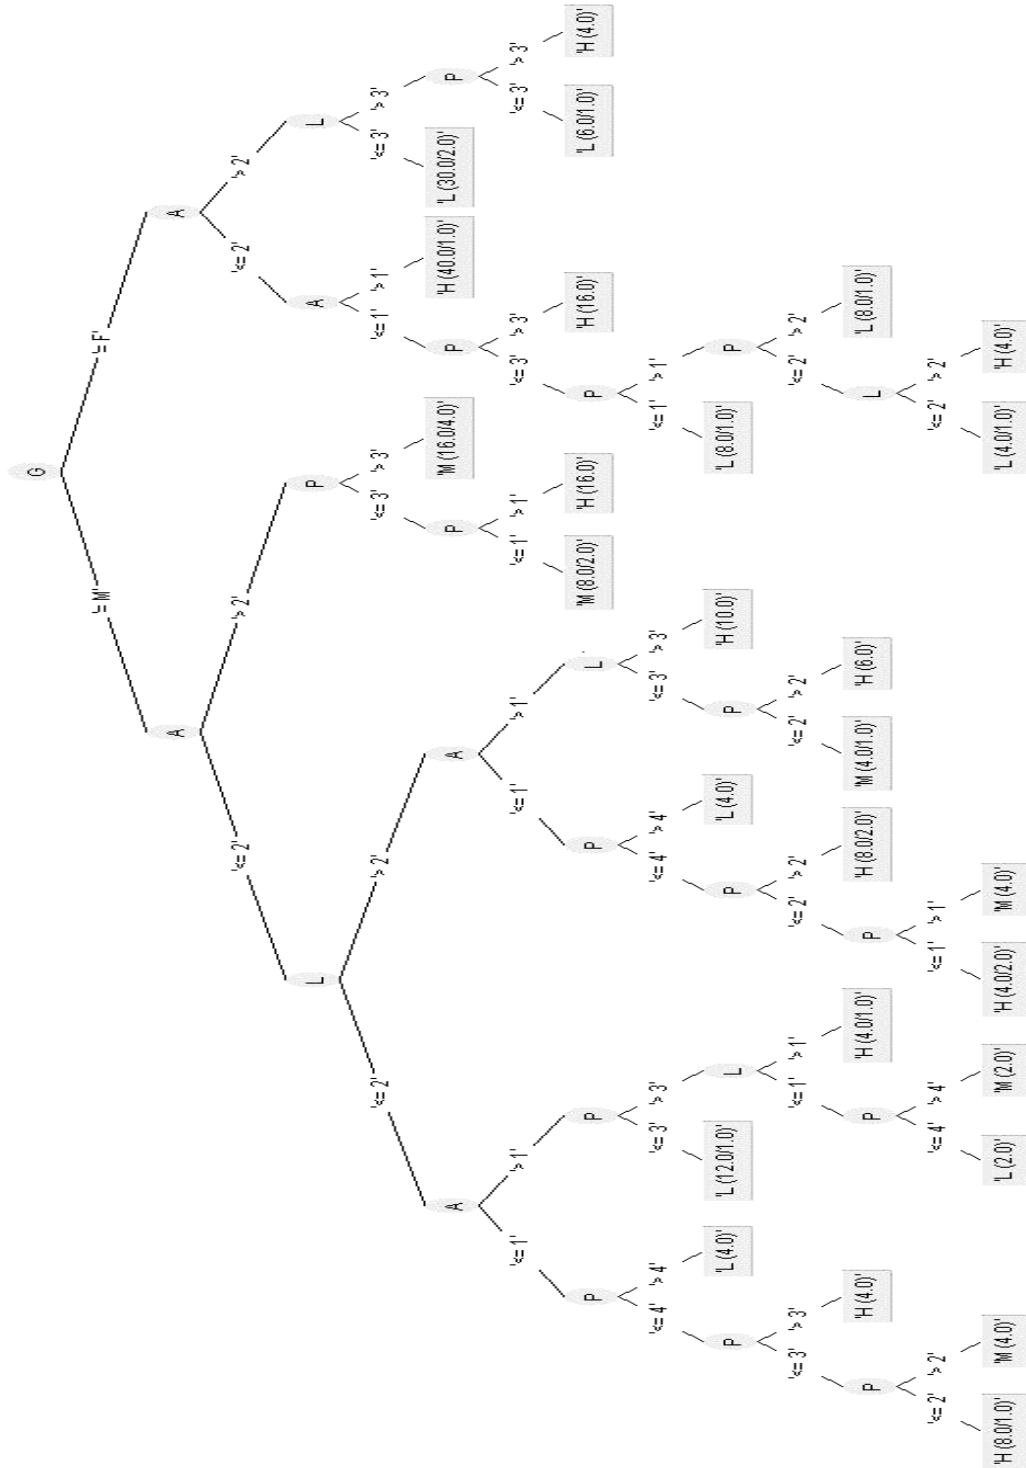 G
'= M' '= F'
A A
'<= 2' '> 2' '<= 2' '> 2'
L P A L
'<= 2' '> 2' '<= 3' '> 3' '<= 1' '> 1' '<= 3' '> 3'
A A P 'M (16.0/4.0)' P 'H (40.0/1.0)' 'L (30.0/2.0)' P
'<= 1' '> 1' '<= 1' '> 1' '<= 1' '> 1' '<= 3' '> 3' '<= 3' '> 3'
P P P L 'M (8.0/2.0)' 'H (16.0)' P 'H (16.0)' 'L (6.0/1.0)' 'H (4.0)'
'<= 4' '> 4' '<= 3' '> 3' '<= 4' '> 4' '<= 3' '> 3' '<= 1' '> 1'
P 'L (4.0)' 'L (12.0/1.0)' L P 'L (4.0)' P 'H (10.0)' 'L (8.0/1.0)' P
'<= 3' '> 3' '<= 1' '> 1' '<= 2' '> 2' '<= 2' '> 2' '<= 2' '> 2'
P 'H (4.0)' P 'H (4.0/1.0)' P 'H (8.0/2.0)' 'M (4.0/1.0)' 'H (6.0)' L 'L (8.0/1.0)'
'<= 2' '> 2' '<= 4' '> 4' '<= 1' '> 1' '<= 2' '> 2'
'H (8.0/1.0)' 'M (4.0)' 'L (2.0)' 'M (2.0)' 'H (4.0/2.0)' 'M (4.0)' 'L (4.0/1.0)' 'H (4.0)'